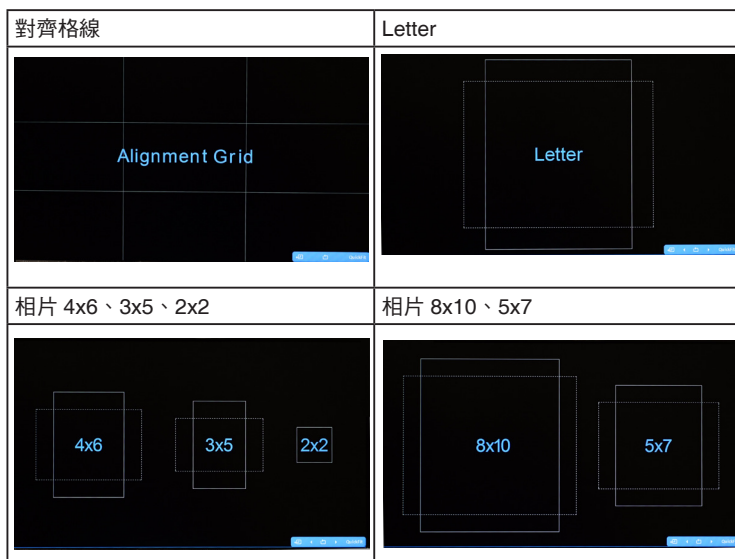 對齊格線
Letter
Alignment Grid
Letter
相片 4x6、3x5、2x2
相片 8x10、5x7
4x6
3x5
2x2
8x10
5x7